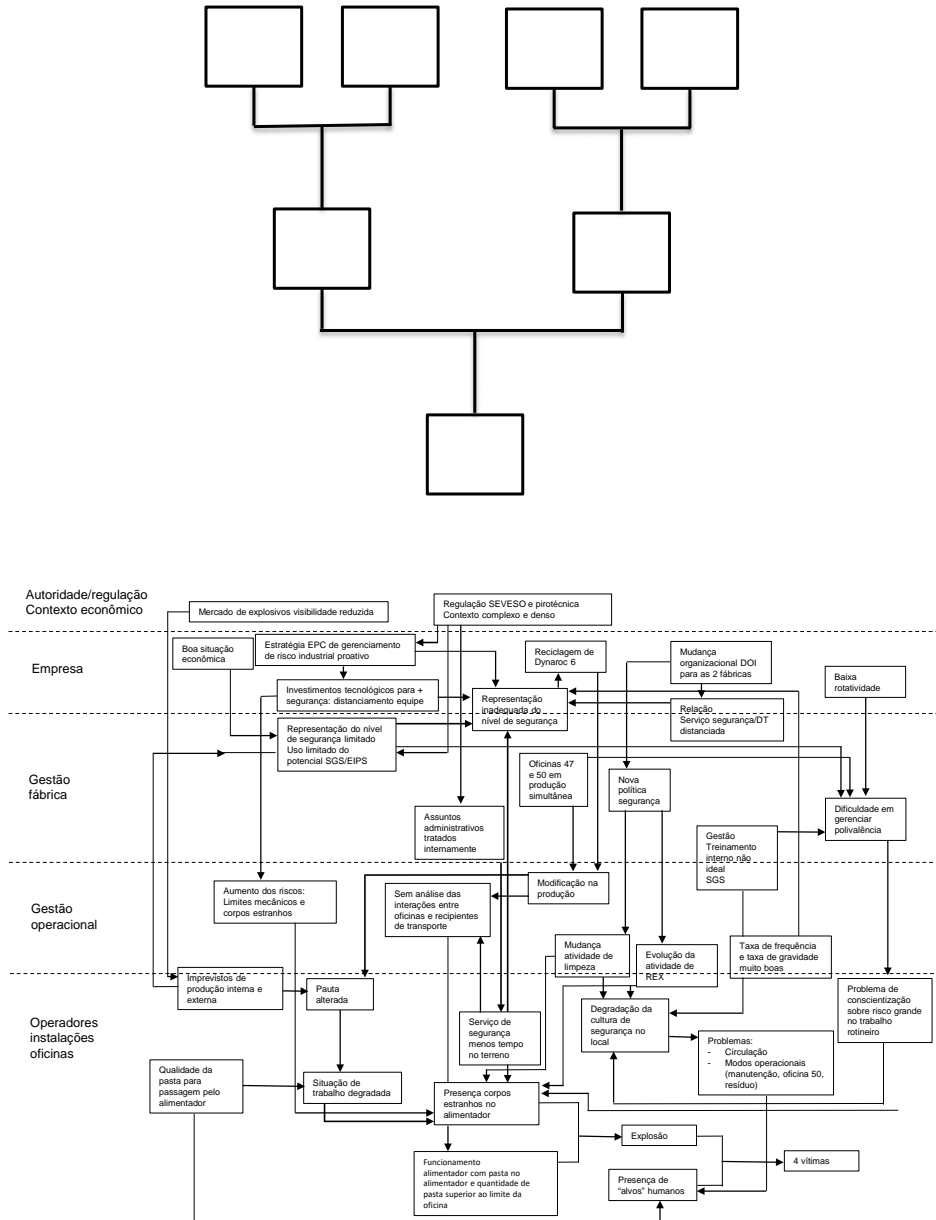 Autoridade/regulação
Contexto econômico
Mercado de explosivos visibilidade reduzida
Regulação SEVESO e pirotécnica
Contexto complexo e denso
Empresa
Boa situação
econômica
Estratégia EPC de gerenciamento
de risco industrial proativo
Reciclagem de
Dynaroc 6
Mudança
organizacional DOI
para as 2 fábricas
Baixa
rotatividade
Investimentos tecnológicos para +
segurança: distanciamento equipe
Representação
inadequada do
nível de segurança
Relação
Serviço segurança/DT
distanciada
Gestão
fábrica
Representação do nível
de segurança limitado
Uso limitado do
potencial SGS/EIPS
Oficinas 47
e 50 em
produção
simultânea
Nova
política
segurança
Dificuldade em
gerenciar
polivalência
Assuntos
administrativos
tratados
internamente
Gestão
Treinamento
interno não
ideal
SGS
Gestão
operacional
Aumento dos riscos:
Limites mecânicos e
corpos estranhos
Sem análise das
interações entre
oficinas e recipientes
de transporte
Modificação na
produção
Mudança
atividade de
limpeza
Evolução da
atividade de
REX
Taxa de frequência
e taxa de gravidade
muito boas
Operadores
instalações
oficinas
Imprevistos de
produção interna e
externa
Pauta
alterada
Serviço de
segurança
menos tempo no
terreno
Degradação da
cultura de
segurança no
local
Problema de
conscientização
sobre risco grande
no trabalho
rotineiro
Problemas:
- Circulação
- Modos operacionais
(manutenção, oficina 50,
resíduo)
Qualidade da
pasta para
passagem pelo
alimentador
Situação de
trabalho degradada
Presença corpos
estranhos no
alimentador
Funcionamento
alimentador com pasta no
alimentador e quantidade de
pasta superior ao limite da
oficina
Explosão
Presença de
“alvos” humanos
4 vítimas